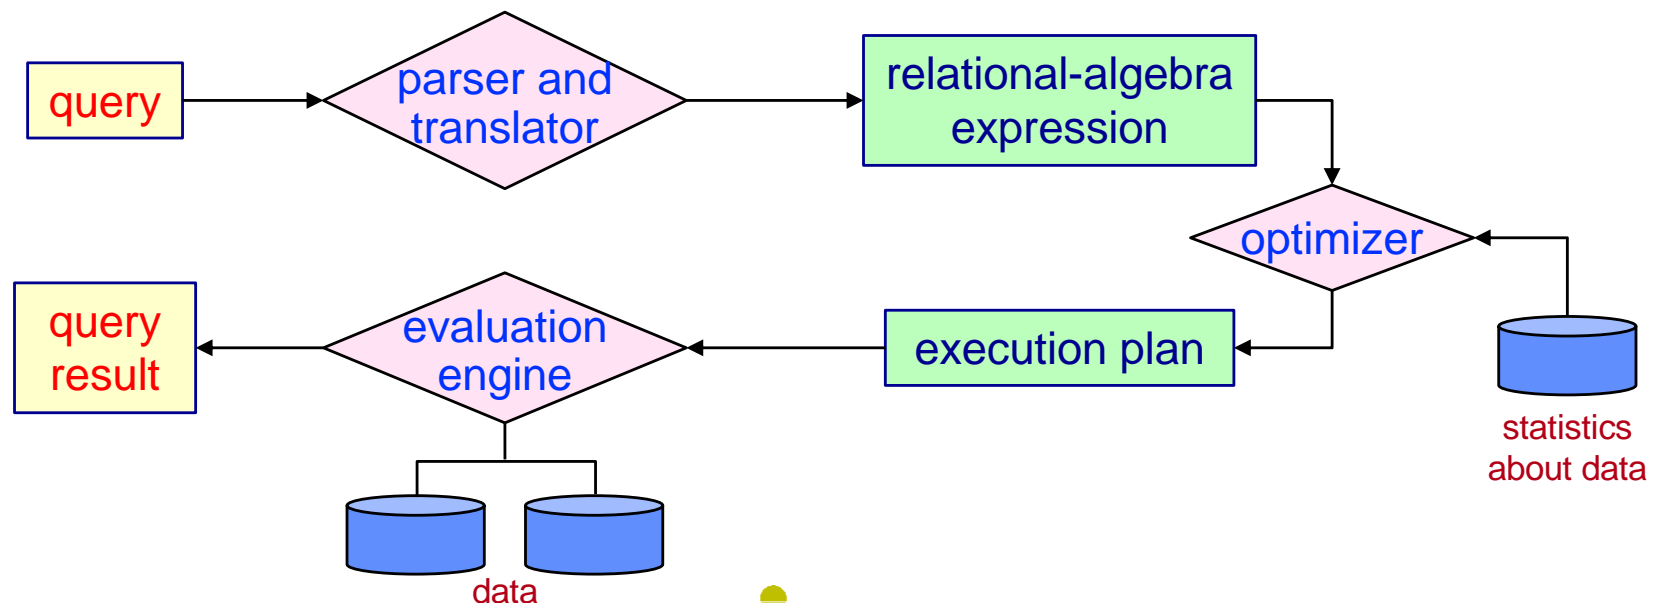 query
parser and
translator
relational-algebra
expression
optimizer
query
result
evaluation
engine
execution plan
statistics
about data
data